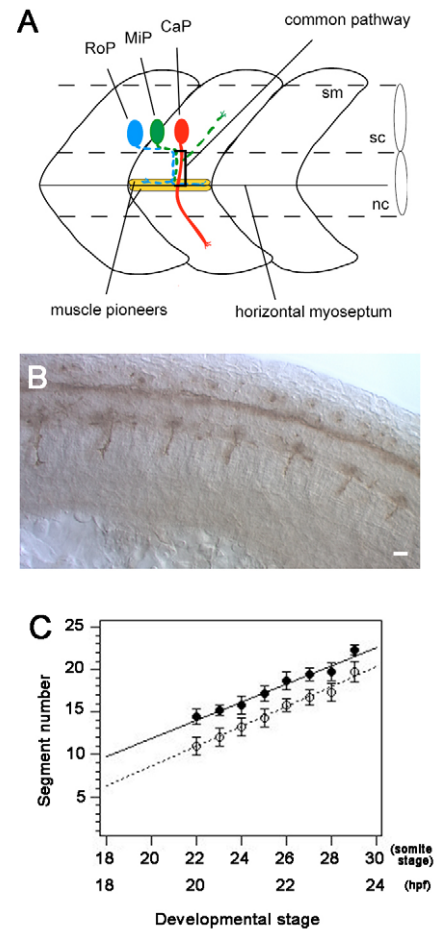 A
common pathway
CaP
MiP
RoP
sm
sc
nc
muscle pioneers
horizontal myoseptum
B
C
25
20
15
10
5
Segment number
18 20 22 24 26 28 30 (somite stage)
18 20 22 24 (hpf)
Developmental stage